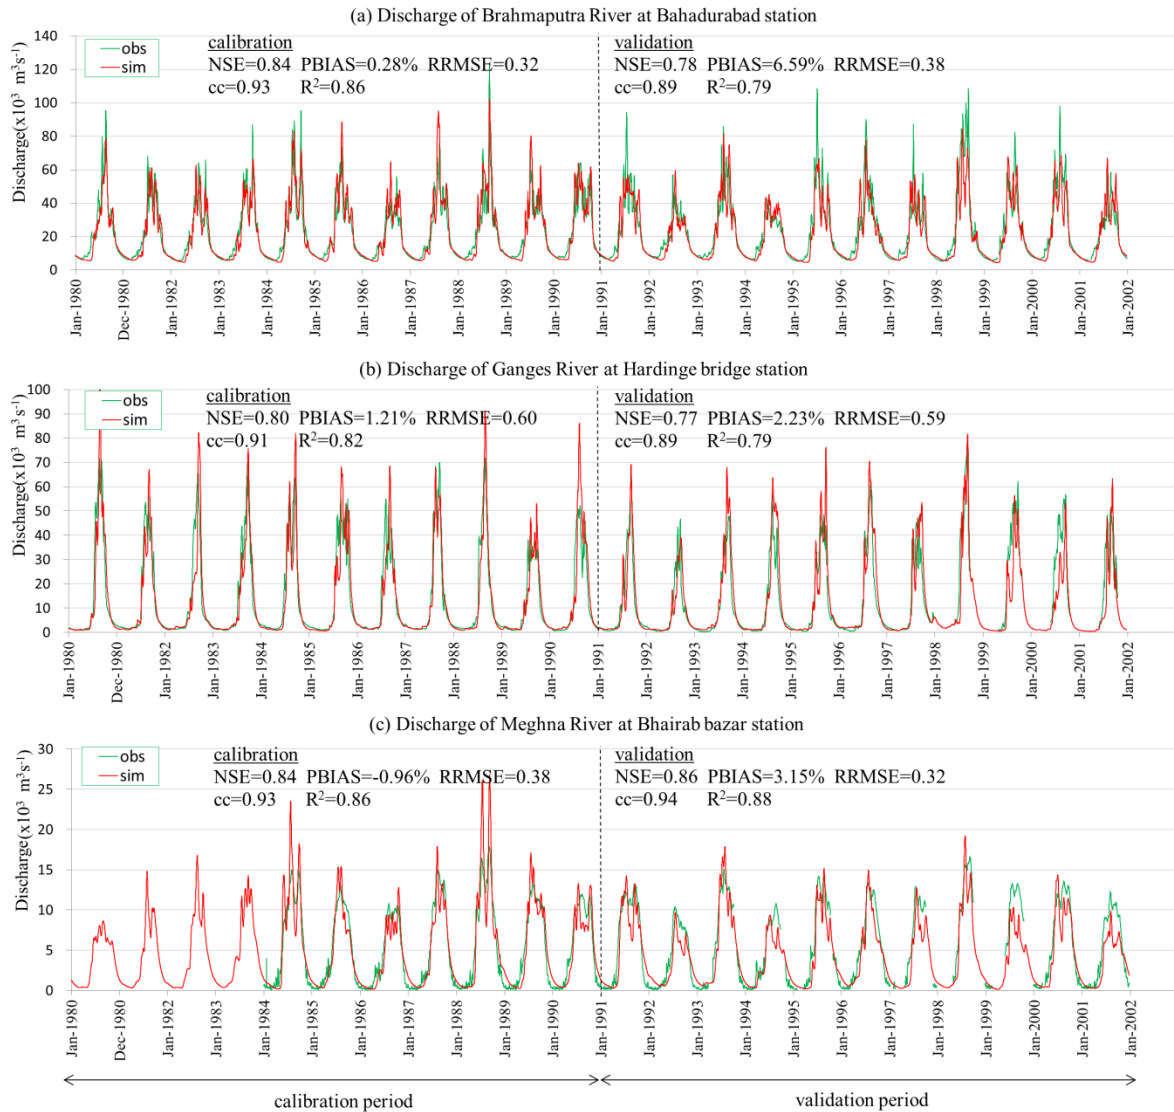 (a) Discharge of Brahmaputra River at Bahadurabad station
Discharge(x10³ m³s⁻¹)
140
120
100
80
60
40
20
0
obs
sim
calibration
NSE=0.84 PBIAS=0.28% RRMSE=0.32
cc=0.93 R²=0.86
validation
NSE=0.78 PBIAS=6.59% RRMSE=0.38
cc=0.89 R²=0.79
Jan-1980
Dec-1980
Jan-1982
Jan-1983
Jan-1984
Jan-1985
Jan-1986
Jan-1987
Jan-1988
Jan-1989
Jan-1990
Jan-1991
Jan-1992
Jan-1993
Jan-1994
Jan-1995
Jan-1996
Jan-1997
Jan-1998
Jan-1999
Jan-2000
Jan-2001
Jan-2002
(b) Discharge of Ganges River at Hardinge bridge station
Discharge(x10³ m³s⁻¹)
100
90
80
70
60
50
40
30
20
10
0
obs
sim
calibration
NSE=0.80 PBIAS=1.21% RRMSE=0.60
cc=0.91 R²=0.82
validation
NSE=0.77 PBIAS=2.23% RRMSE=0.59
cc=0.89 R²=0.79
Jan-1980
Dec-1980
Jan-1982
Jan-1983
Jan-1984
Jan-1985
Jan-1986
Jan-1987
Jan-1988
Jan-1989
Jan-1990
Jan-1991
Jan-1992
Jan-1993
Jan-1994
Jan-1995
Jan-1996
Jan-1997
Jan-1998
Jan-1999
Jan-2000
Jan-2001
Jan-2002
(c) Discharge of Meghna River at Bhairab bazar station
Discharge(x10³ m³s⁻¹)
30
25
20
15
10
5
0
obs
sim
calibration
NSE=0.84 PBIAS=-0.96% RRMSE=0.38
cc=0.93 R²=0.86
validation
NSE=0.86 PBIAS=3.15% RRMSE=0.32
cc=0.94 R²=0.88
Jan-1980
Dec-1980
Jan-1982
Jan-1983
Jan-1984
Jan-1985
Jan-1986
Jan-1987
Jan-1988
Jan-1989
Jan-1990
Jan-1991
Jan-1992
Jan-1993
Jan-1994
Jan-1995
Jan-1996
Jan-1997
Jan-1998
Jan-1999
Jan-2000
Jan-2001
Jan-2002
calibration period
validation period